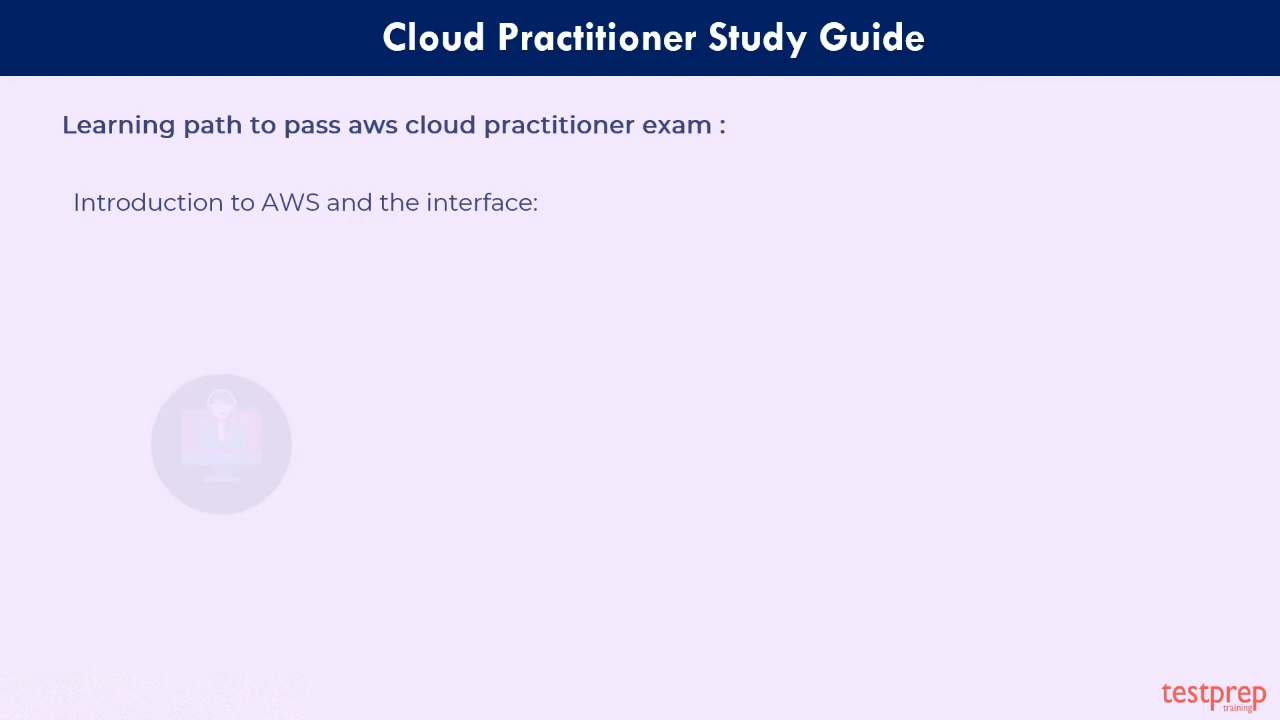 Cloud Practitioner Study Guide
Learning path to pass aws cloud practitioner exam :
Introduction to AWS and the interface:
testprep
training